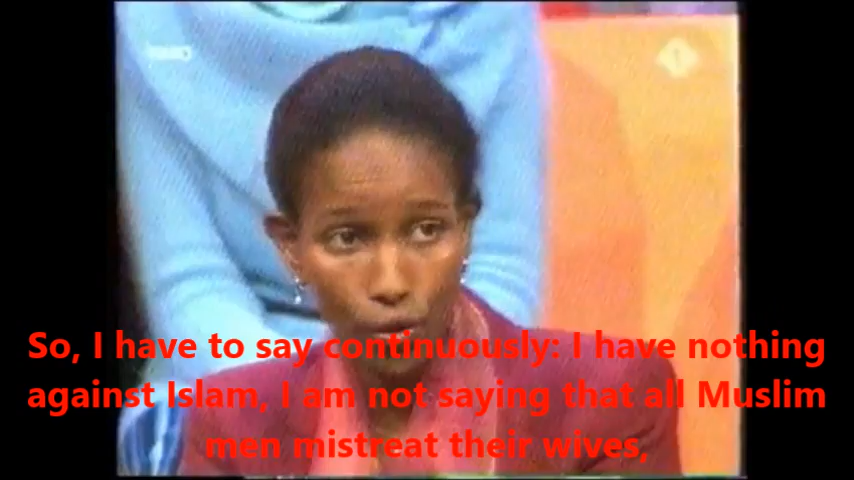 So, I have to say continuously: I have nothing
against Islam, I am not saying that all Muslim
men mistreat their wives,